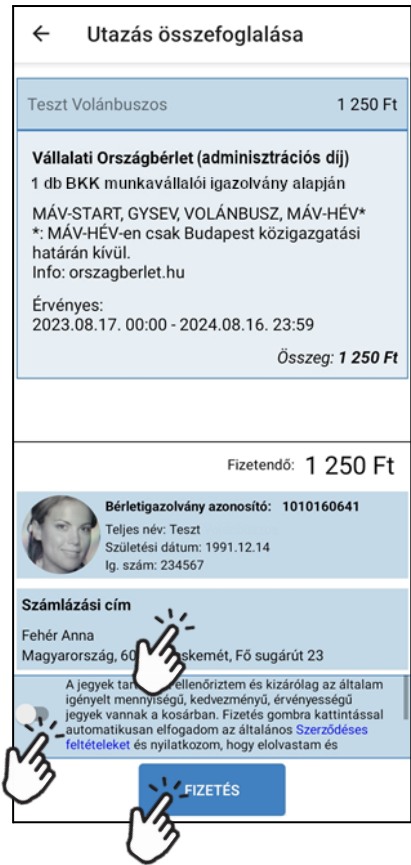 Utazás összefoglalása
Teszt Volánbuszos 1 250 Ft
Vállalati Országbérlet (adminisztrációs díj)
1 db BKK munkavállalói igazolvány alapján
MÁV-START, GYSEV, VOLÁNBUSZ, MÁV-HÉV*
*: MÁV-HÉV-en csak Budapest közigazgatási
határán kívül.
Info: orszagberlet.hu
Érvényes:
2023.08.17. 00:00 - 2024.08.16. 23:59
Összeg: 1 250 Ft
Fizetendő: 1 250 Ft
Bérletigazolvány azonosító: 1010160641
Teljes név: Teszt
Születési dátum: 1991.12.14
Ig. szám: 234567
Számlázási cím
Fehér Anna
Magyarország, Fő sugárút 23
A jegyek ellenőriztem és kizárólag az általam
igényelt mennyiségű, kedvezményű, érvényességű
jegyek vannak a kosárban. Fizetés gombra kattintással
automatikusan elfogadom az általános Szerződéses
feltételeket és nyilatkozom, hogy elolvastam és
FIZETÉS